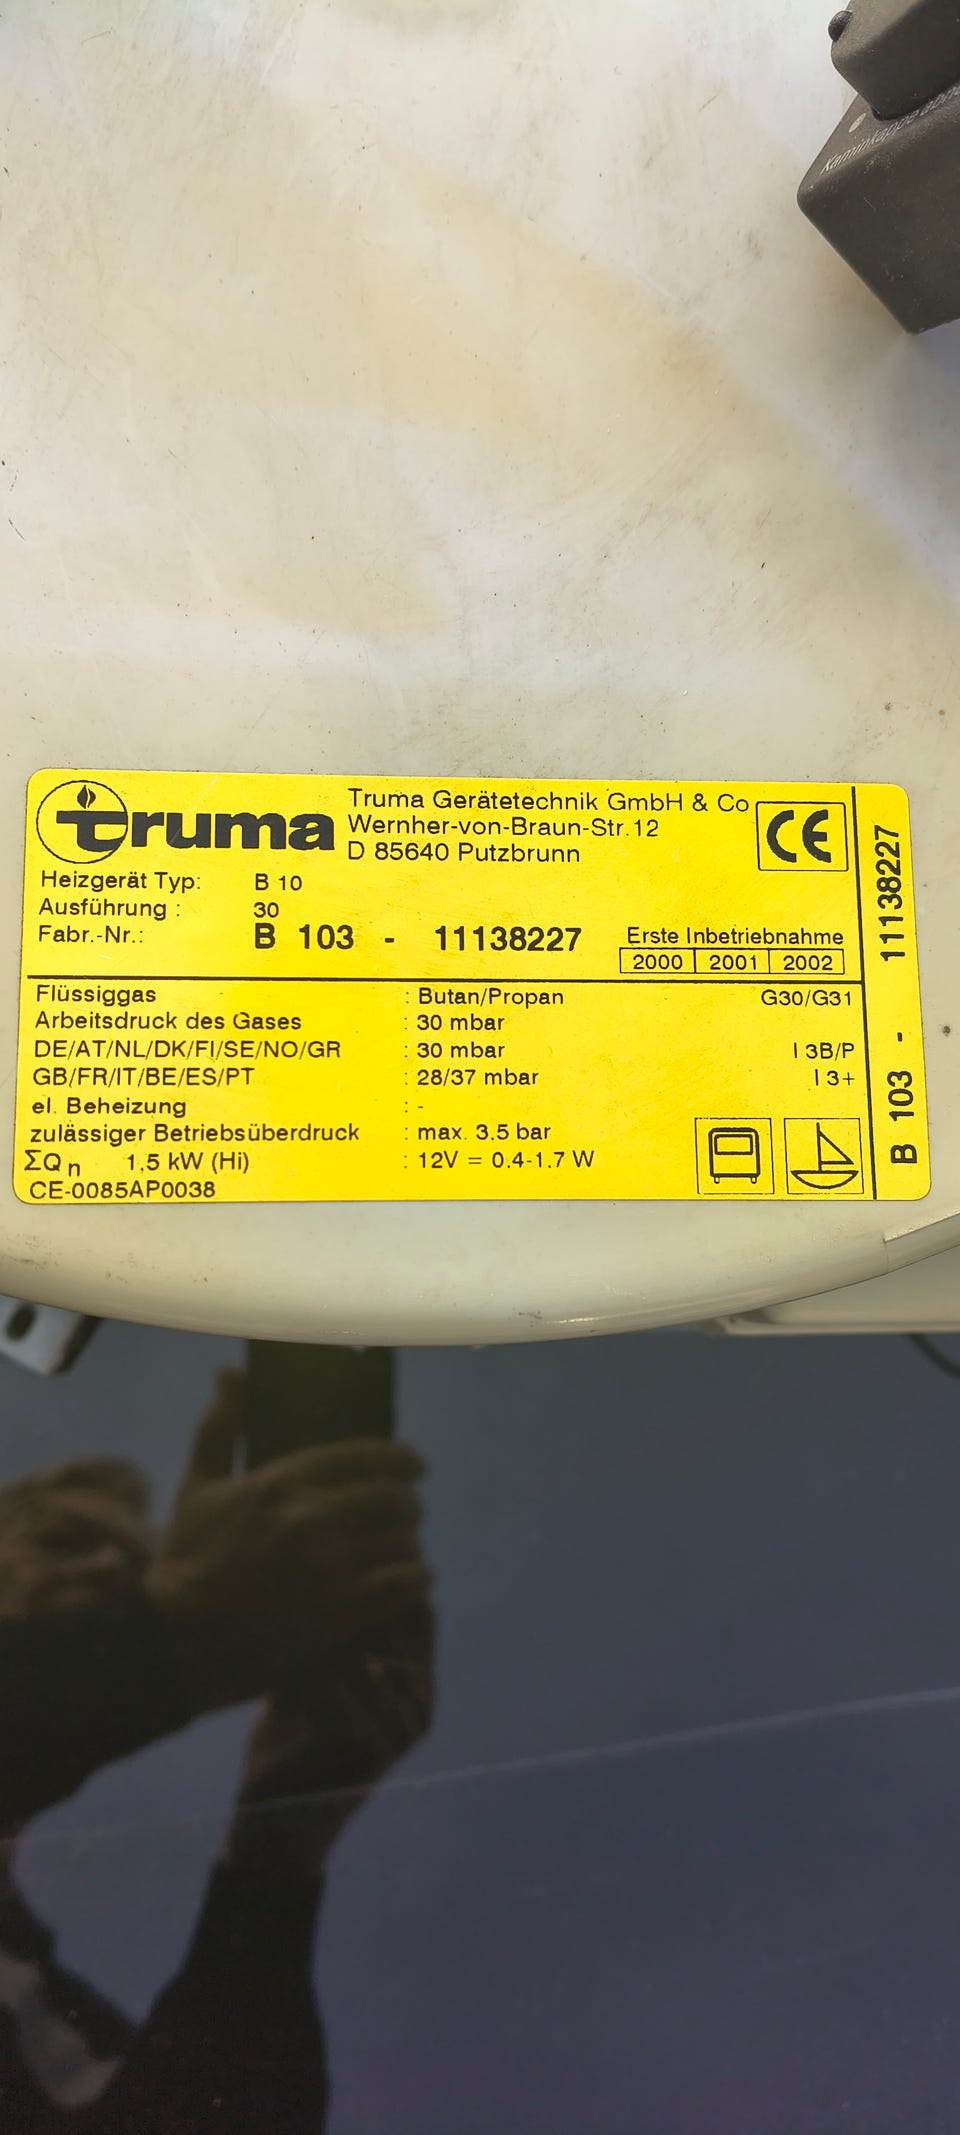 Kaminkappe
truma
Truma Gerätetechnik GmbH & Co
Wernher-von-Braun-Str.12
D 85640 Putzbrunn
CE
Heizgerät Typ: B 10
Ausführung : 30
Fabr.-Nr.: B 103 - 11138227
Erste Inbetriebnahme
2000 2001 2002
Flüssiggas : Butan/Propan G30/G31
Arbeitsdruck des Gases : 30 mbar
DE/AT/NL/DK/FI/SE/NO/GR : 30 mbar I 3B/P
GB/FR/IT/BE/ES/PT : 28/37 mbar I 3+
el. Beheizung : -
zulässiger Betriebsüberdruck : max. 3,5 bar
ΣQn 1,5 kW (Hi) : 12V = 0.4-1.7 W
CE-0085AP0038
B 103 - 11138227